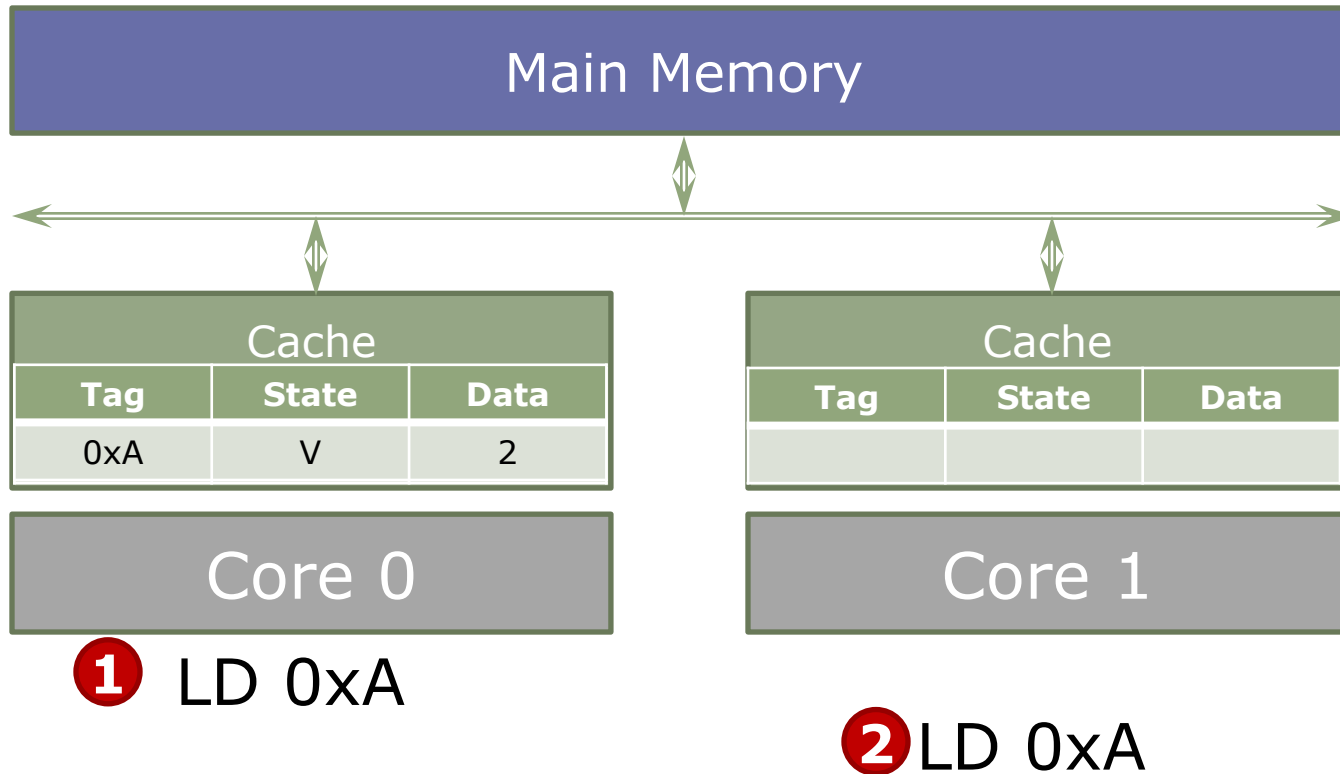 Main Memory
Cache
Tag State Data
0xA V 2
Cache
Tag State Data
Core 0
Core 1
1 LD 0xA
2 LD 0xA